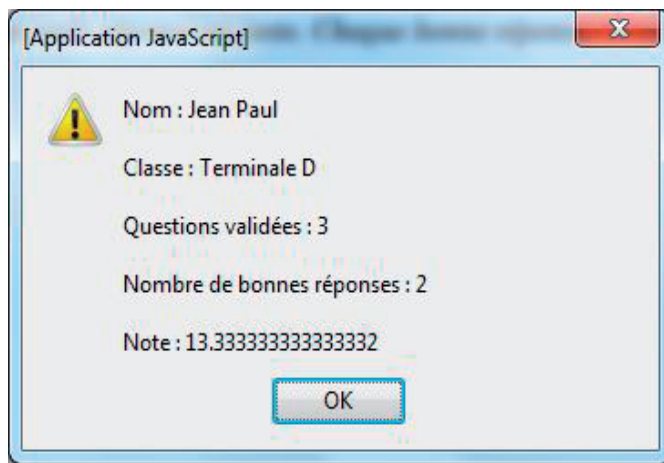 [Application JavaScript]
Nom : Jean Paul
Classe : Terminale D
Questions validées : 3
Nombre de bonnes réponses : 2
Note : 13.333333333333332
OK